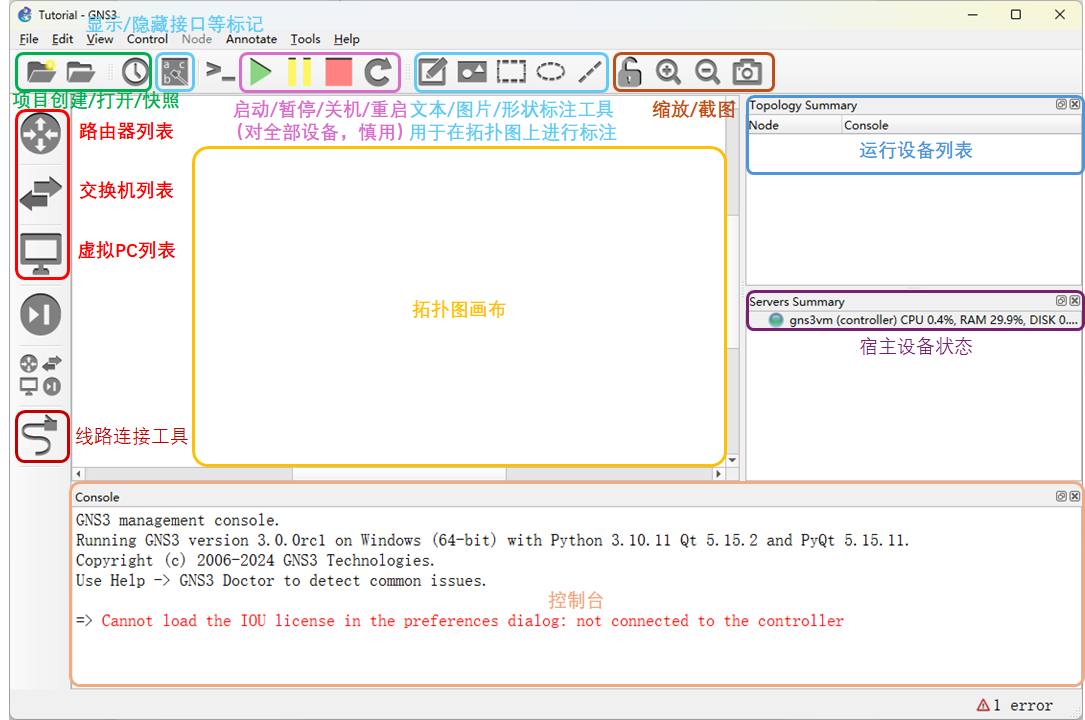 Tutorial - GNS3
显示/隐藏接口等标记
File Edit View Control Node Annotate Tools Help
项目创建/打开/快照
启动/暂停/关机/重启
(对全部设备，慎用)
文本/图片/形状标注工具
用于在拓扑图上进行标注
缩放/截图
路由器列表
交换机列表
虚拟PC列表
拓扑图画布
线路连接工具
Topology Summary
Node Console
运行设备列表
Servers Summary
gns3vm (controller) CPU 0.4%, RAM 29.9%, DISK 0....
宿主设备状态
Console
GNS3 management console.
Running GNS3 version 3.0.0rc1 on Windows (64-bit) with Python 3.10.11 Qt 5.15.2 and PyQt 5.15.11.
Copyright (c) 2006-2024 GNS3 Technologies.
Use Help -> GNS3 Doctor to detect common issues.
控制台
=> Cannot load the IOU license in the preferences dialog: not connected to the controller
1 error